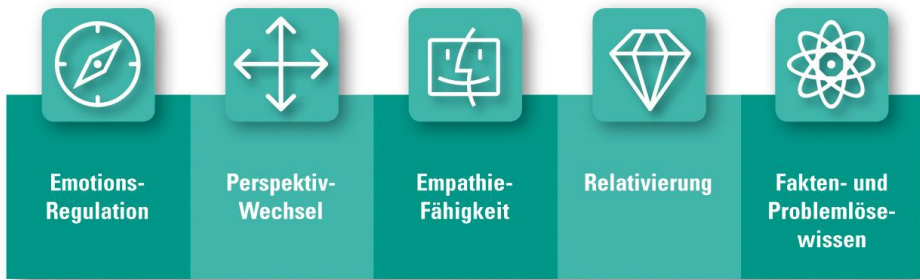 Emotions-
Regulation
Perspektiv-
Wechsel
Empathie-
Fähigkeit
Relativierung
Fakten- und
Problemlöse-
wissen